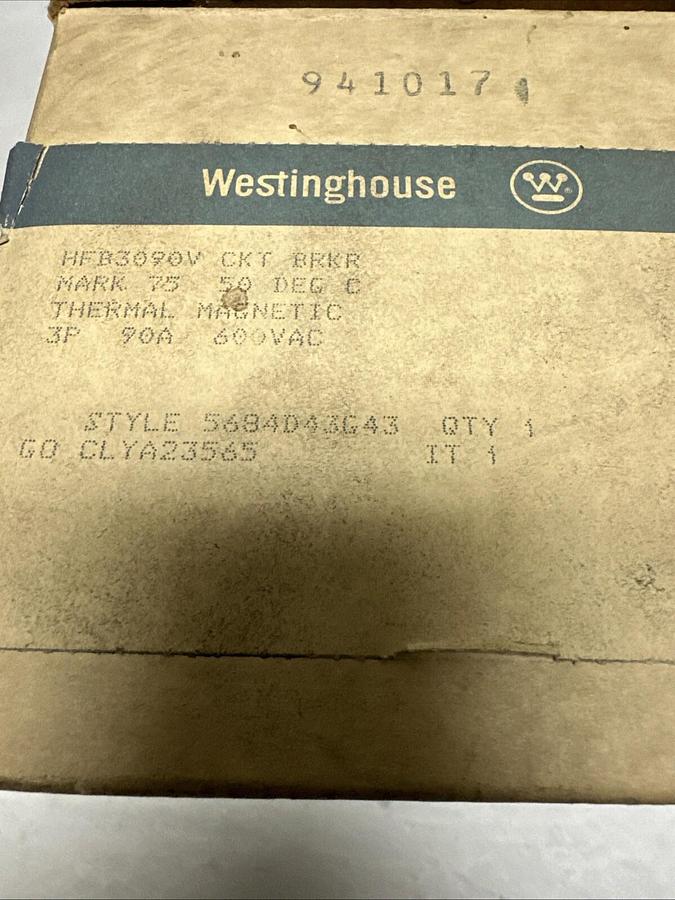 941017
Westinghouse
HFB3090V CKT BRKR
MARK 75 50 DEG C
THERMAL MAGNETIC
3P 90A 600VAC
STYLE 5684D43G43 QTY 1
GO CLYA23565 IT 1